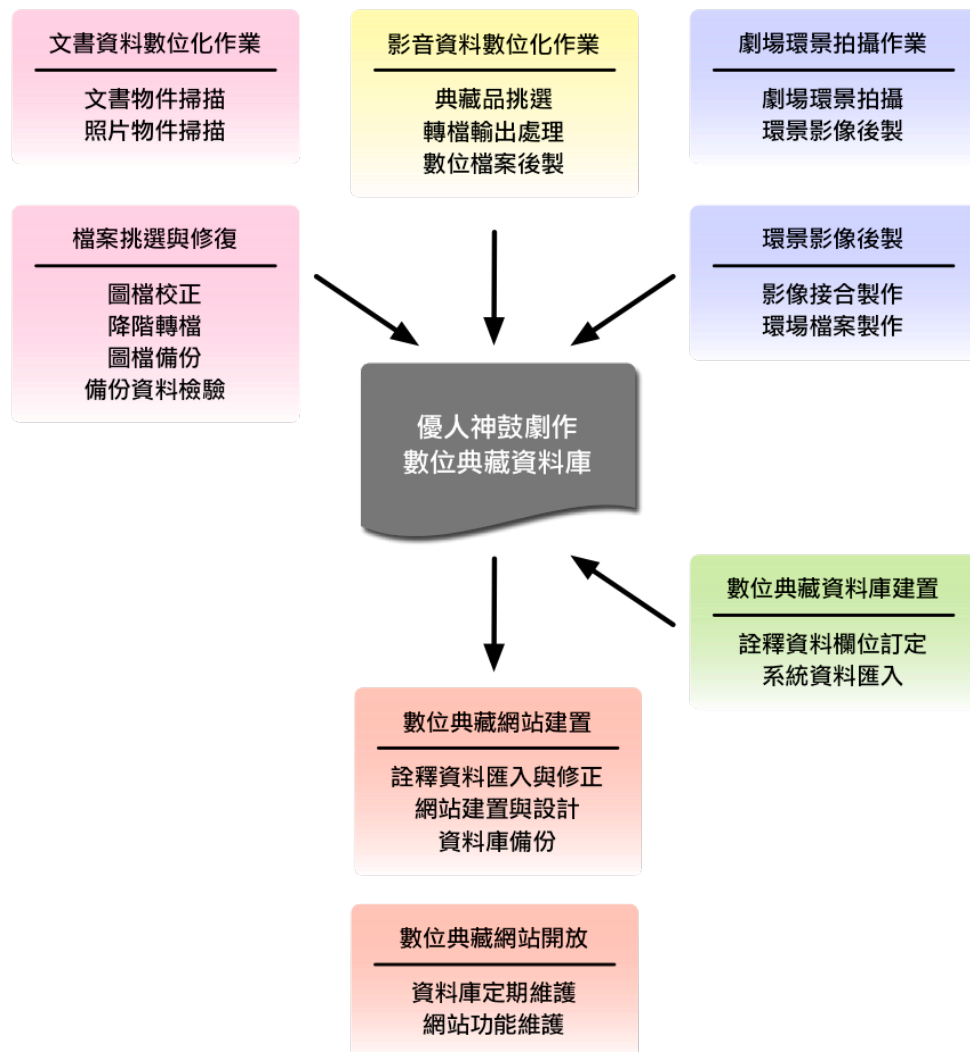 文書資料數位化作業
文書物件掃描
照片物件掃描
影音資料數位化作業
典藏品挑選
轉檔輸出處理
數位檔案後製
劇場環景拍攝作業
劇場環景拍攝
環景影像後製
檔案挑選與修復
圖檔校正
降階轉檔
圖檔備份
備份資料檢驗
環景影像後製
影像接合製作
環場檔案製作
優人神鼓劇作
數位典藏資料庫
數位典藏資料庫建置
詮釋資料欄位訂定
系統資料匯入
數位典藏網站建置
詮釋資料匯入與修正
網站建置與設計
資料庫備份
數位典藏網站開放
資料庫定期維護
網站功能維護